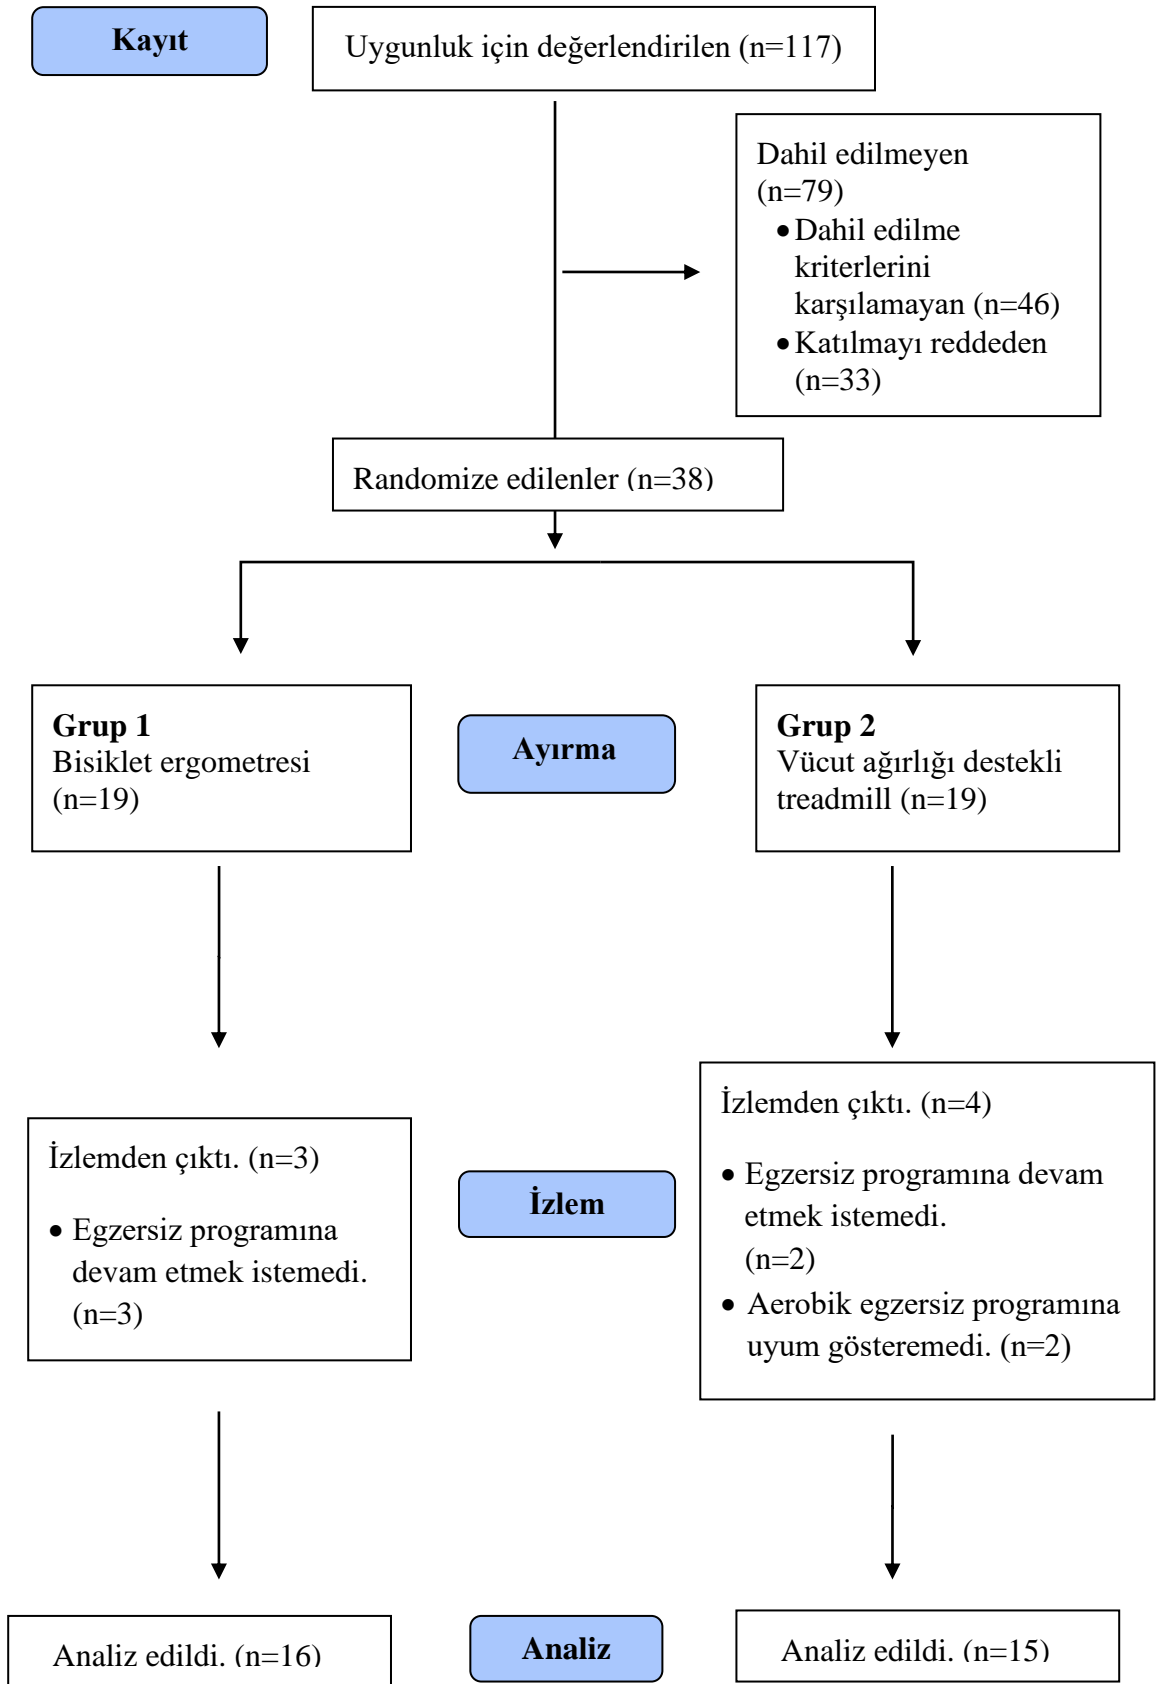 Kayıt
Uygunluk için değerlendirilen (n=117)
Dahil edilmeyen
(n=79)
• Dahil edilme
kriterlerini
karşılamayan (n=46)
• Katılmayı reddeden
(n=33)
Randomize edilenler (n=38)
Grup 1
Bisiklet ergometresi
(n=19)
Ayırma
Grup 2
Vücut ağırlığı destekli
treadmill (n=19)
İzlemden çıktı. (n=3)
• Egzersiz programına
devam etmek istemedi.
(n=3)
İzlem
İzlemden çıktı. (n=4)
• Egzersiz programına devam
etmek istemedi.
(n=2)
• Aerobik egzersiz programına
uyum gösteremedi. (n=2)
Analiz edildi. (n=16)
Analiz
Analiz edildi. (n=15)